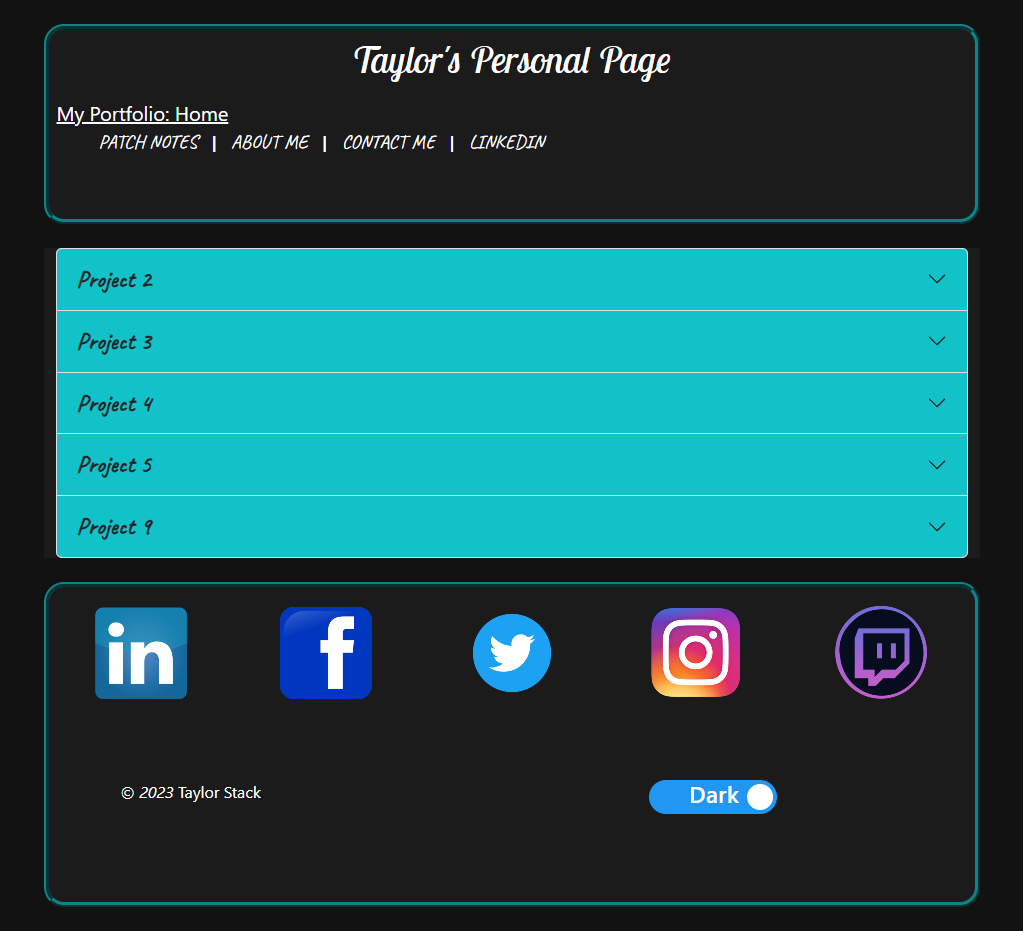 Taylor's Personal Page
My Portfolio: Home
PATCH NOTES | ABOUT ME | CONTACT ME | LINKEDIN
Project 2
Project 3
Project 4
Project 5
Project 9
in f
© 2023 Taylor Stack Dark